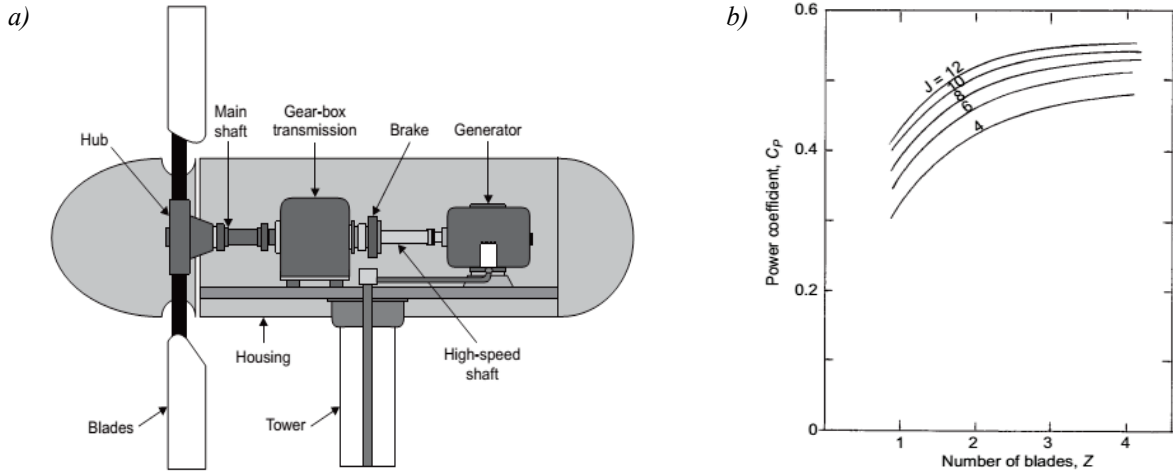 a)
Main
shaft
Gear-box
transmission
Brake
Generator
Hub
Housing
High-speed
shaft
Blades
Tower
b)
0.6
0.4
0.2
0
Power coefficient, CP
J = 12
10
8
6
4
1
2
3
4
Number of blades, Z